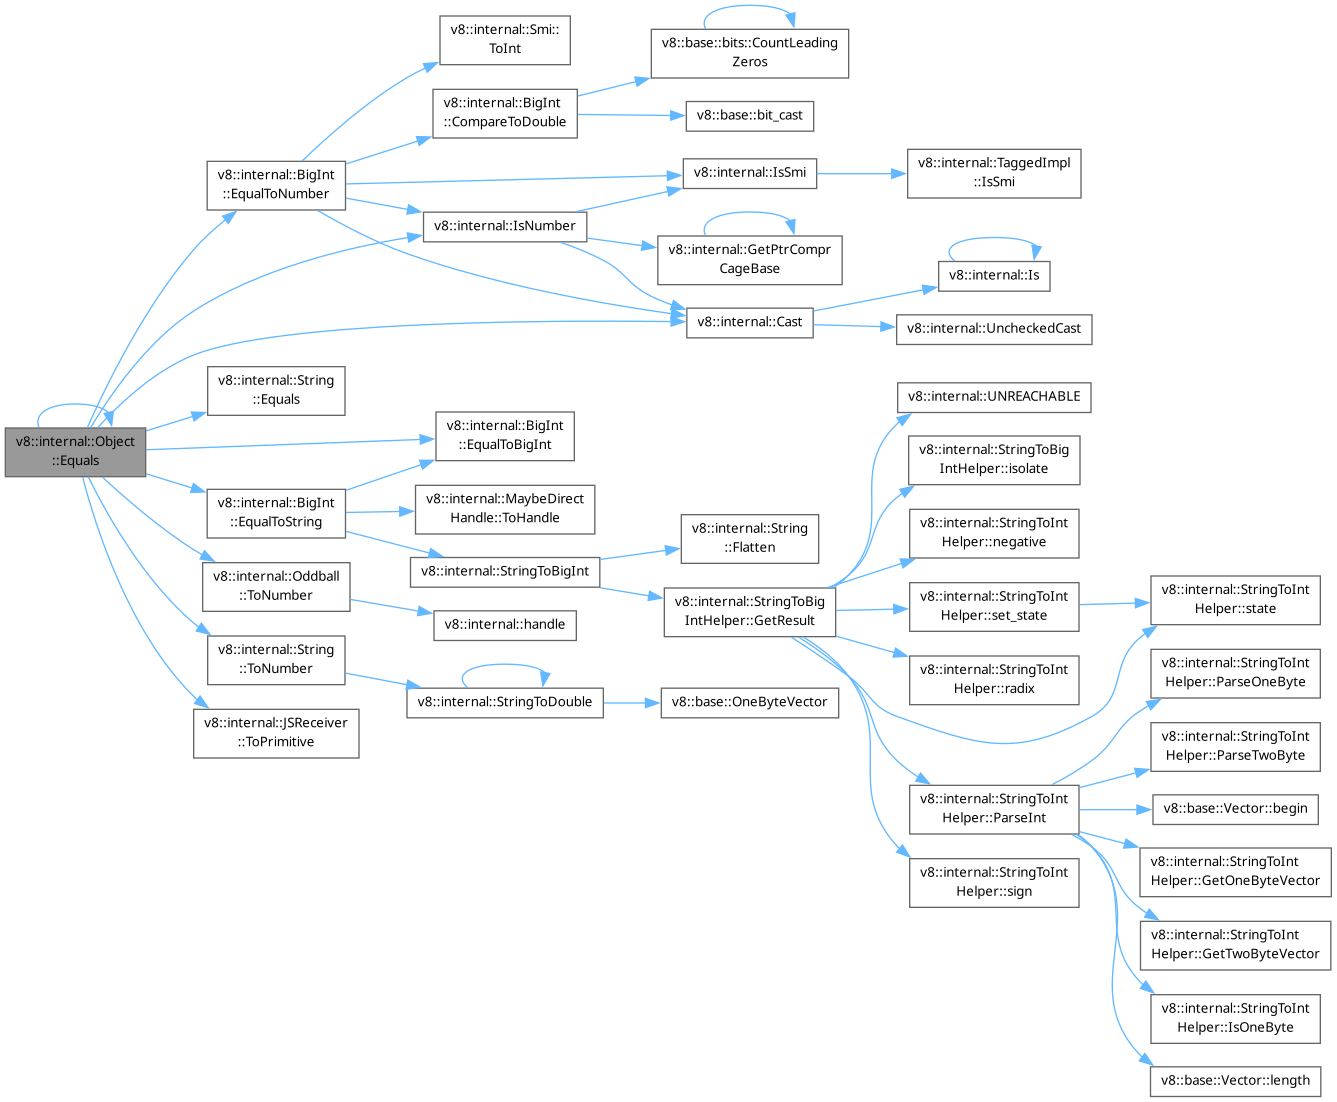 v8::internal::Smi::
ToInt
v8::base::bits::CountLeading
Zeros
v8::internal::BigInt
::CompareToDouble
v8::base::bit_cast
v8::internal::BigInt
::EqualToNumber
v8::internal::IsSmi
v8::internal::TaggedImpl
::IsSmi
v8::internal::IsNumber
v8::internal::GetPtrCompr
CageBase
v8::internal::Is
v8::internal::Cast
v8::internal::UncheckedCast
v8::internal::String
::Equals
v8::internal::UNREACHABLE
v8::internal::Object
::Equals
v8::internal::BigInt
::EqualToBigInt
v8::internal::StringToBig
IntHelper::isolate
v8::internal::BigInt
::EqualToString
v8::internal::MaybeDirect
Handle::ToHandle
v8::internal::String
::Flatten
v8::internal::StringToInt
Helper::negative
v8::internal::StringToBigInt
v8::internal::Oddball
::ToNumber
v8::internal::handle
v8::internal::StringToBig
IntHelper::GetResult
v8::internal::StringToInt
Helper::set_state
v8::internal::StringToInt
Helper::state
v8::internal::String
::ToNumber
v8::internal::StringToInt
Helper::radix
v8::internal::StringToInt
Helper::ParseOneByte
v8::internal::StringToDouble
v8::base::OneByteVector
v8::internal::JSReceiver
::ToPrimitive
v8::internal::StringToInt
Helper::ParseTwoByte
v8::internal::StringToInt
Helper::ParseInt
v8::base::Vector::begin
v8::internal::StringToInt
Helper::GetOneByteVector
v8::internal::StringToInt
Helper::sign
v8::internal::StringToInt
Helper::GetTwoByteVector
v8::internal::StringToInt
Helper::IsOneByte
v8::base::Vector::length